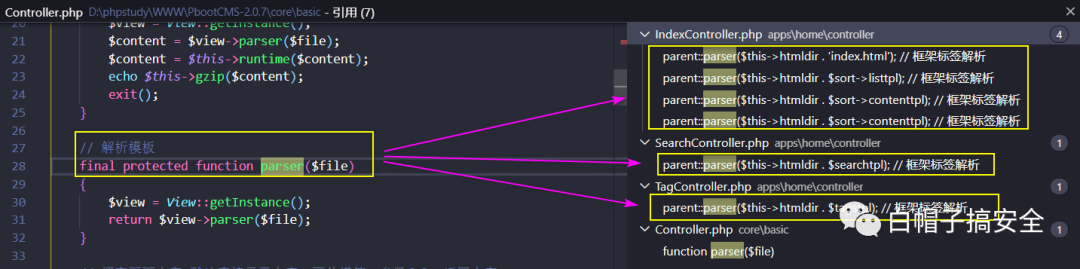 Controller.php D:\phpstudy\WWW\PbootCMS-2.0.7\core\basic - 引用 (7)
20 $view = View::getInstance();
21 $content = $view->parser($file);
22 $content = $this->runtime($content);
23 echo $this->gzip($content);
24 exit();
25 }
26
27 // 解析模板
28 final protected function parser($file)
29 {
30 $view = View::getInstance();
31 return $view->parser($file);
32 }
33
IndexController.php apps\home\controller 4
parent::parser($this->htmldir . 'index.html'); // 框架标签解析
parent::parser($this->htmldir . $sort->listtpl); // 框架标签解析
parent::parser($this->htmldir . $sort->contenttpl); // 框架标签解析
parent::parser($this->htmldir . $sort->contenttpl); // 框架标签解析
SearchController.php apps\home\controller 1
parent::parser($this->htmldir . $searchtpl); // 框架标签解析
TagController.php apps\home\controller 1
parent::parser($this->htmldir . // 框架标签解析
Controller.php core\basic 1
function parser($file)
白帽子搞安全